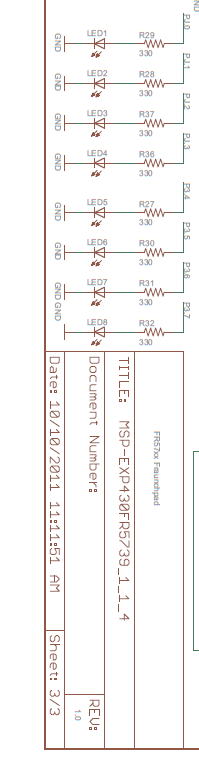 PJ.0
LED1 R29
GND 330
PJ.1
LED2 R28
GND 330
PJ.2
LED3 R37
GND 330
PJ.3
LED4 R36
GND 330
P3.4
LED5 R27
GND 330
P3.5
LED6 R30
GND 330
P3.6
LED7 R31
GND 330
P3.7
LED8 R32
GND 330
FR57xx Fraunchpad
TITLE: MSP-EXP430FR5739_1_1_4
Document Number:
REV:
1.0
Date: 10/10/2011 11:11:51 AM
Sheet: 3/3